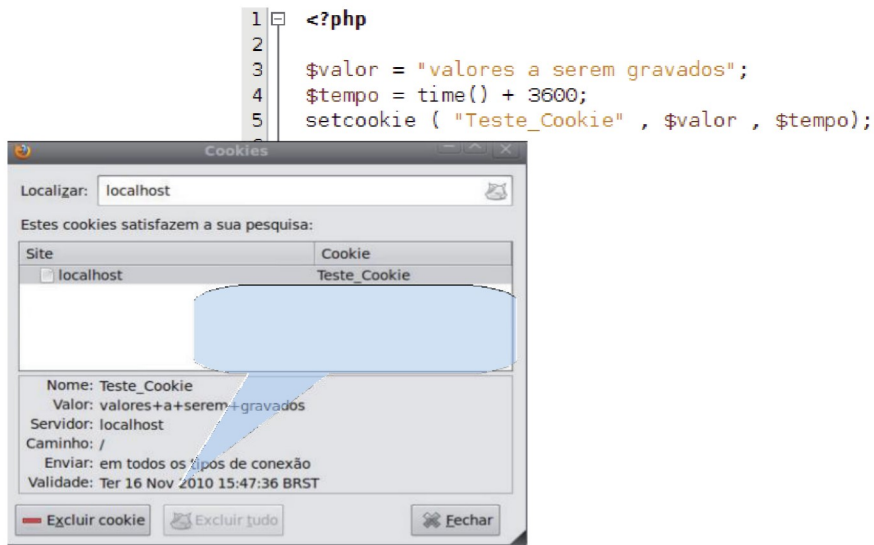 1 <?php
2
3 $valor = "valores a serem gravados";
4 $tempo = time() + 3600;
5 setcookie ( "Teste_Cookie" , $valor , $tempo);
Cookies
Localizar: localhost
Estes cookies satisfazem a sua pesquisa:
Site Cookie
localhost Teste_Cookie
Nome: Teste_Cookie
Valor: valores+a+serem+gravados
Servidor: localhost
Caminho: /
Enviar: em todos os tipos de conexão
Validade: Ter 16 Nov 2010 15:47:36 BRST
Excluir cookie Excluir tudo Fechar